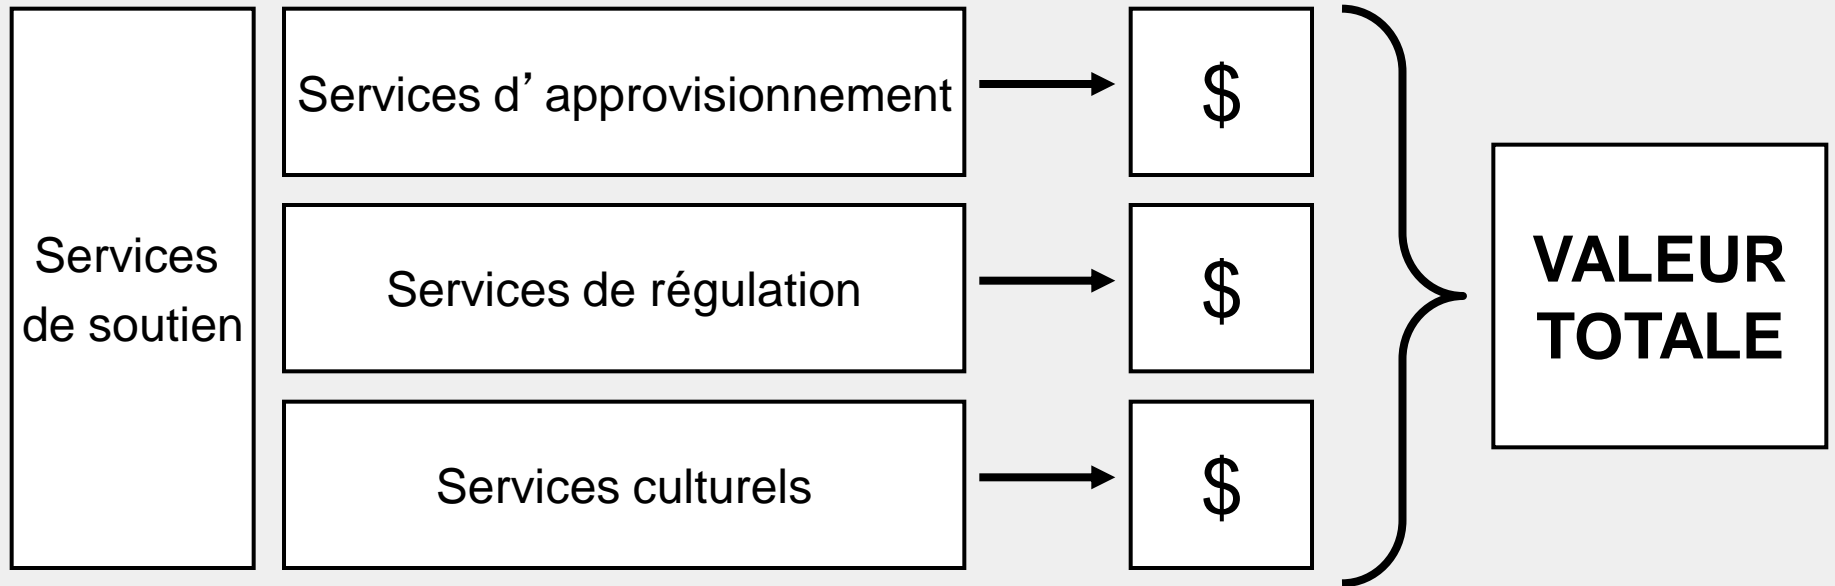 Services
de soutien
Services d’ approvisionnement
$
Services de régulation
$
Services culturels
$
VALEUR
TOTALE